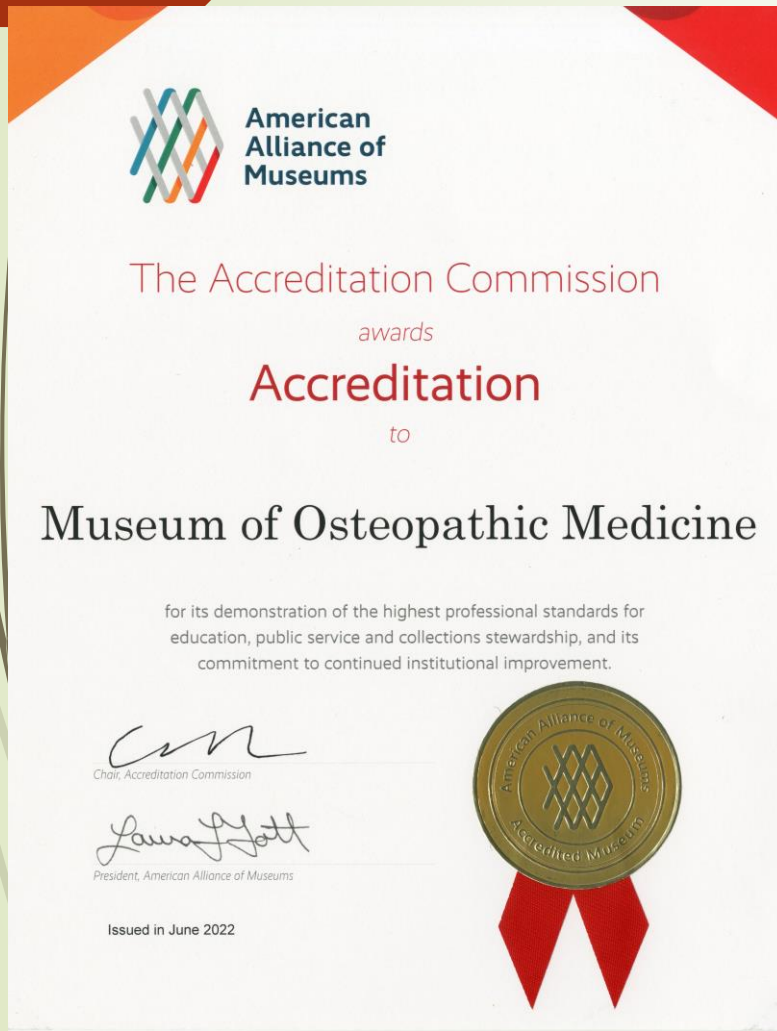 American
Alliance of
Museums
The Accreditation Commission
awards
Accreditation
to
Museum of Osteopathic Medicine
for its demonstration of the highest professional standards for
education, public service and collections stewardship, and its
commitment to continued institutional improvement.
Chair, Accreditation Commission
President, American Alliance of Museums
Issued in June 2022
American Alliance of Museums
Accredited Museum